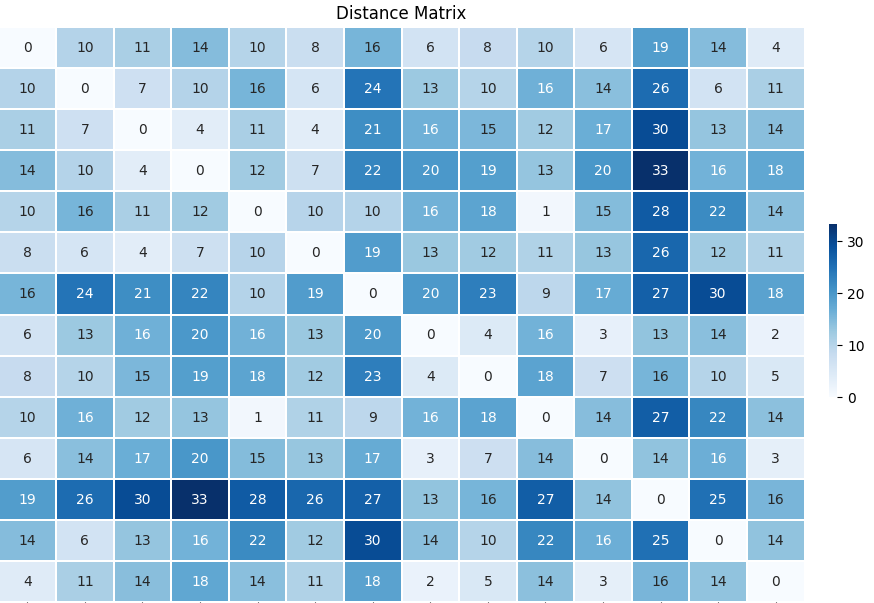 Distance Matrix
0 10 11 14 10 8 16 6 8 10 6 19 14 4
10 0 7 10 16 6 24 13 10 16 14 26 6 11
11 7 0 4 11 4 21 16 15 12 17 30 13 14
14 10 4 0 12 7 22 20 19 13 20 33 16 18
10 16 11 12 0 10 10 16 18 1 15 28 22 14
8 6 4 7 10 0 19 13 12 11 13 26 12 11
16 24 21 22 10 19 0 20 23 9 17 27 30 18
6 13 16 20 16 13 20 0 4 16 3 13 14 2
8 10 15 19 18 12 23 4 0 18 7 16 10 5
10 16 12 13 1 11 9 16 18 0 14 27 22 14
6 14 17 20 15 13 17 3 7 14 0 14 16 3
19 26 30 33 28 26 27 13 16 27 14 0 25 16
14 6 13 16 22 12 30 14 10 22 16 25 0 14
4 11 14 18 14 11 18 2 5 14 3 16 14 0
30
20
10
0